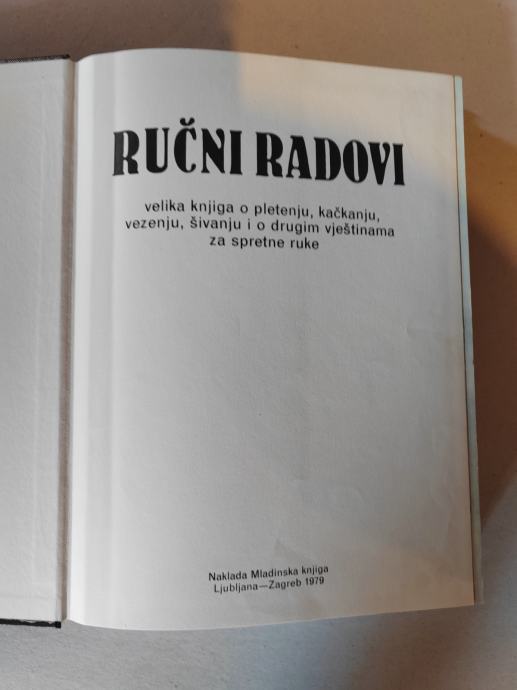 RUČNI RADOVI
velika knjiga o pletenju, kačkanju,
vezenju, šivanju i o drugim vještinama
za spretne ruke
Naklada Mladinska knjiga
Ljubljana—Zagreb 1979